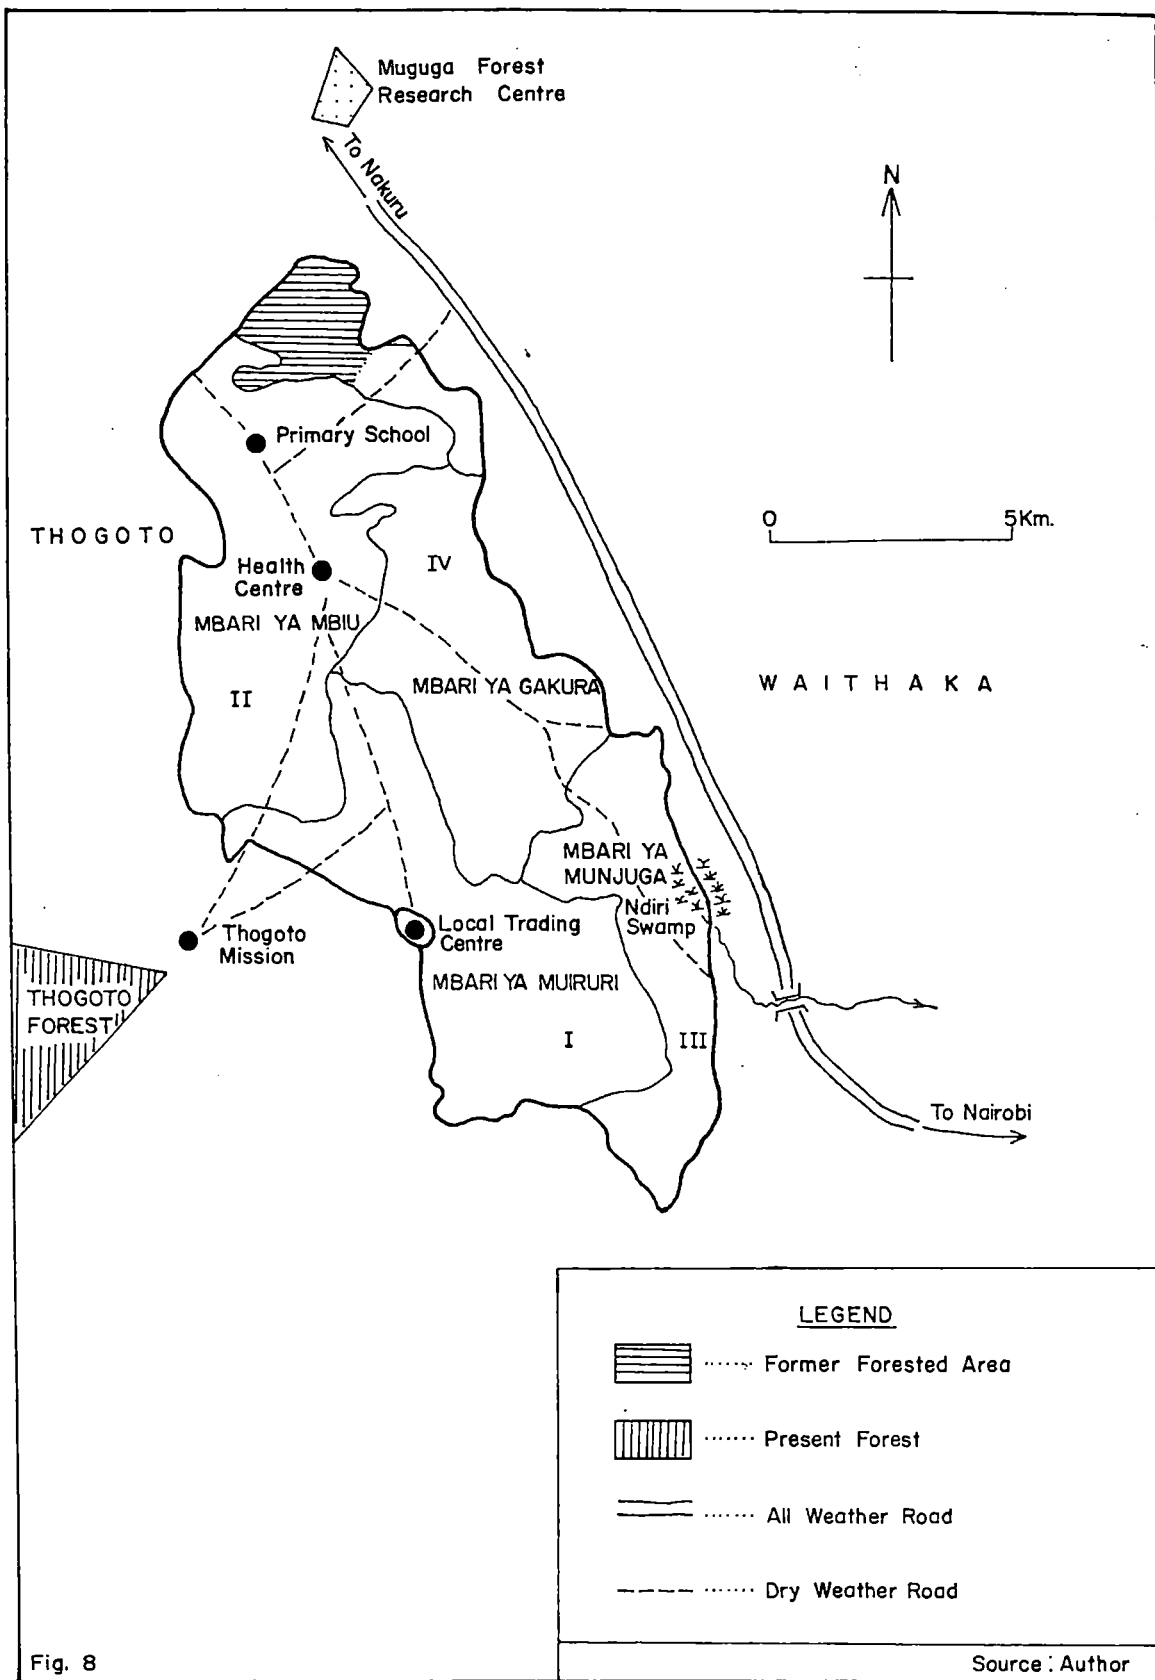 Muguga Forest
Research Centre
To Nakuru
N
Primary School
0 5Km.
THOGOTO
Health
Centre
IV
MBARI YA MBIU
II
MBARI YA GAKURA
WAITHAKA
MBARI YA
MUNJUGA
Ndiri
Swamp
Thogoto
Mission
Local Trading
Centre
MBARI YA MUIRURI
THOGOTO
FOREST
I
III
To Nairobi
LEGEND
Former Forested Area
Present Forest
All Weather Road
Dry Weather Road
Fig. 8
Source: Author